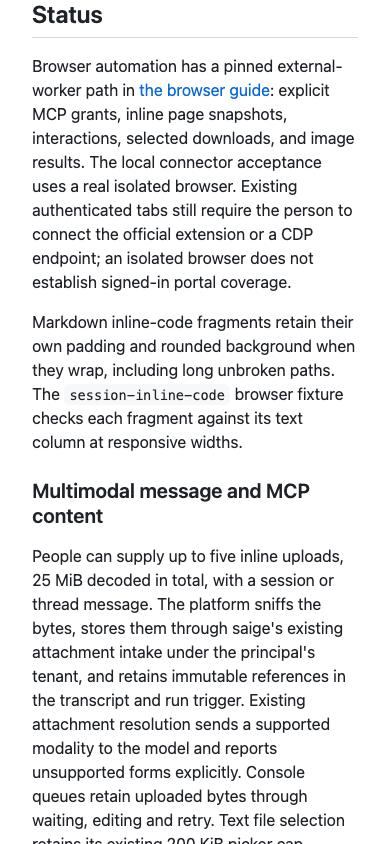 Status
Browser automation has a pinned external-
worker path in the browser guide: explicit
MCP grants, inline page snapshots,
interactions, selected downloads, and image
results. The local connector acceptance
uses a real isolated browser. Existing
authenticated tabs still require the person to
connect the official extension or a CDP
endpoint; an isolated browser does not
establish signed-in portal coverage.
Markdown inline-code fragments retain their
own padding and rounded background when
they wrap, including long unbroken paths.
The session-inline-code browser fixture
checks each fragment against its text
column at responsive widths.
Multimodal message and MCP
content
People can supply up to five inline uploads,
25 MiB decoded in total, with a session or
thread message. The platform sniffs the
bytes, stores them through saige's existing
attachment intake under the principal's
tenant, and retains immutable references in
the transcript and run trigger. Existing
attachment resolution sends a supported
modality to the model and reports
unsupported forms explicitly. Console
queues retain uploaded bytes through
waiting, editing and retry. Text file selection
retains its existing 200 KiB picker cap